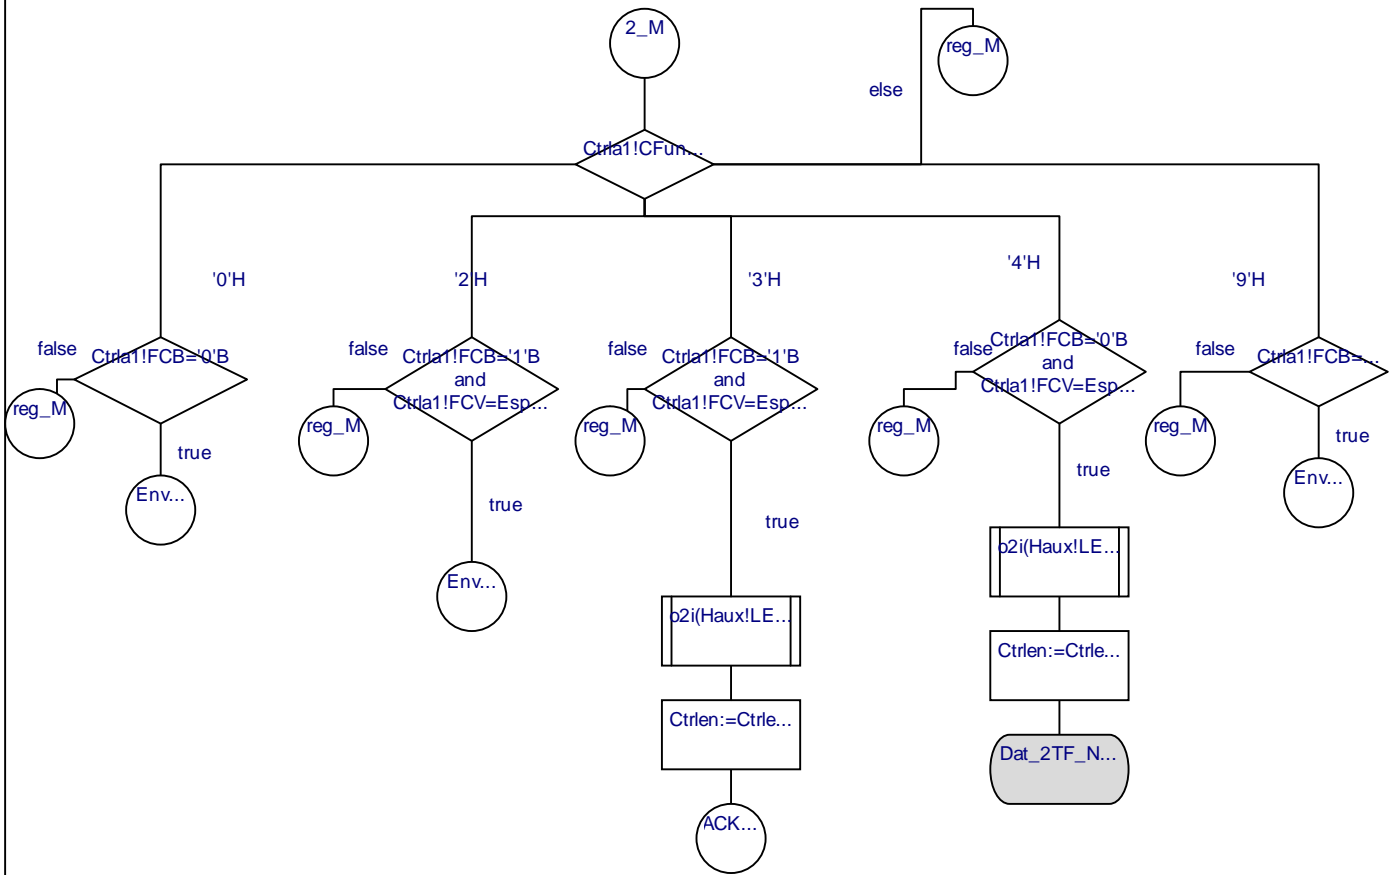 2_M
reg_M
else
Ctrla1!CFun...
'0'H
'2'H
'3'H
'4'H
'9'H
false
Ctrla1!FCB='0'B
reg_M
true
Env...
false
Ctrla1!FCB='1'B
and
Ctrla1!FCV=Esp...
reg_M
true
Env...
false
Ctrla1!FCB='1'B
and
Ctrla1!FCV=Esp...
reg_M
true
o2i(Haux!LE...
Ctrlen:=Ctrle...
ACK...
false
Ctrla1!FCB='0'B
and
Ctrla1!FCV=Esp...
reg_M
true
o2i(Haux!LE...
Ctrlen:=Ctrle...
Dat_2TF_N...
false
Ctrla1!FCB=...
reg_M
true
Env...